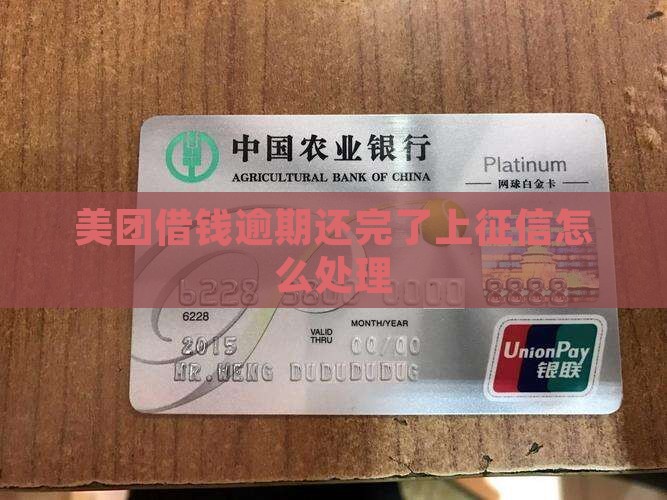 中国农业银行
AGRICULTURAL BANK OF CHINA
Platinum
网球白金卡
美团借钱逾期还完了上征信怎
么处理
6228
0000 8888
6228
VALID
THRU
MONTH/YEAR
2015
00/00
MR.WENG DUDUDUDUG
UnionPay
银联